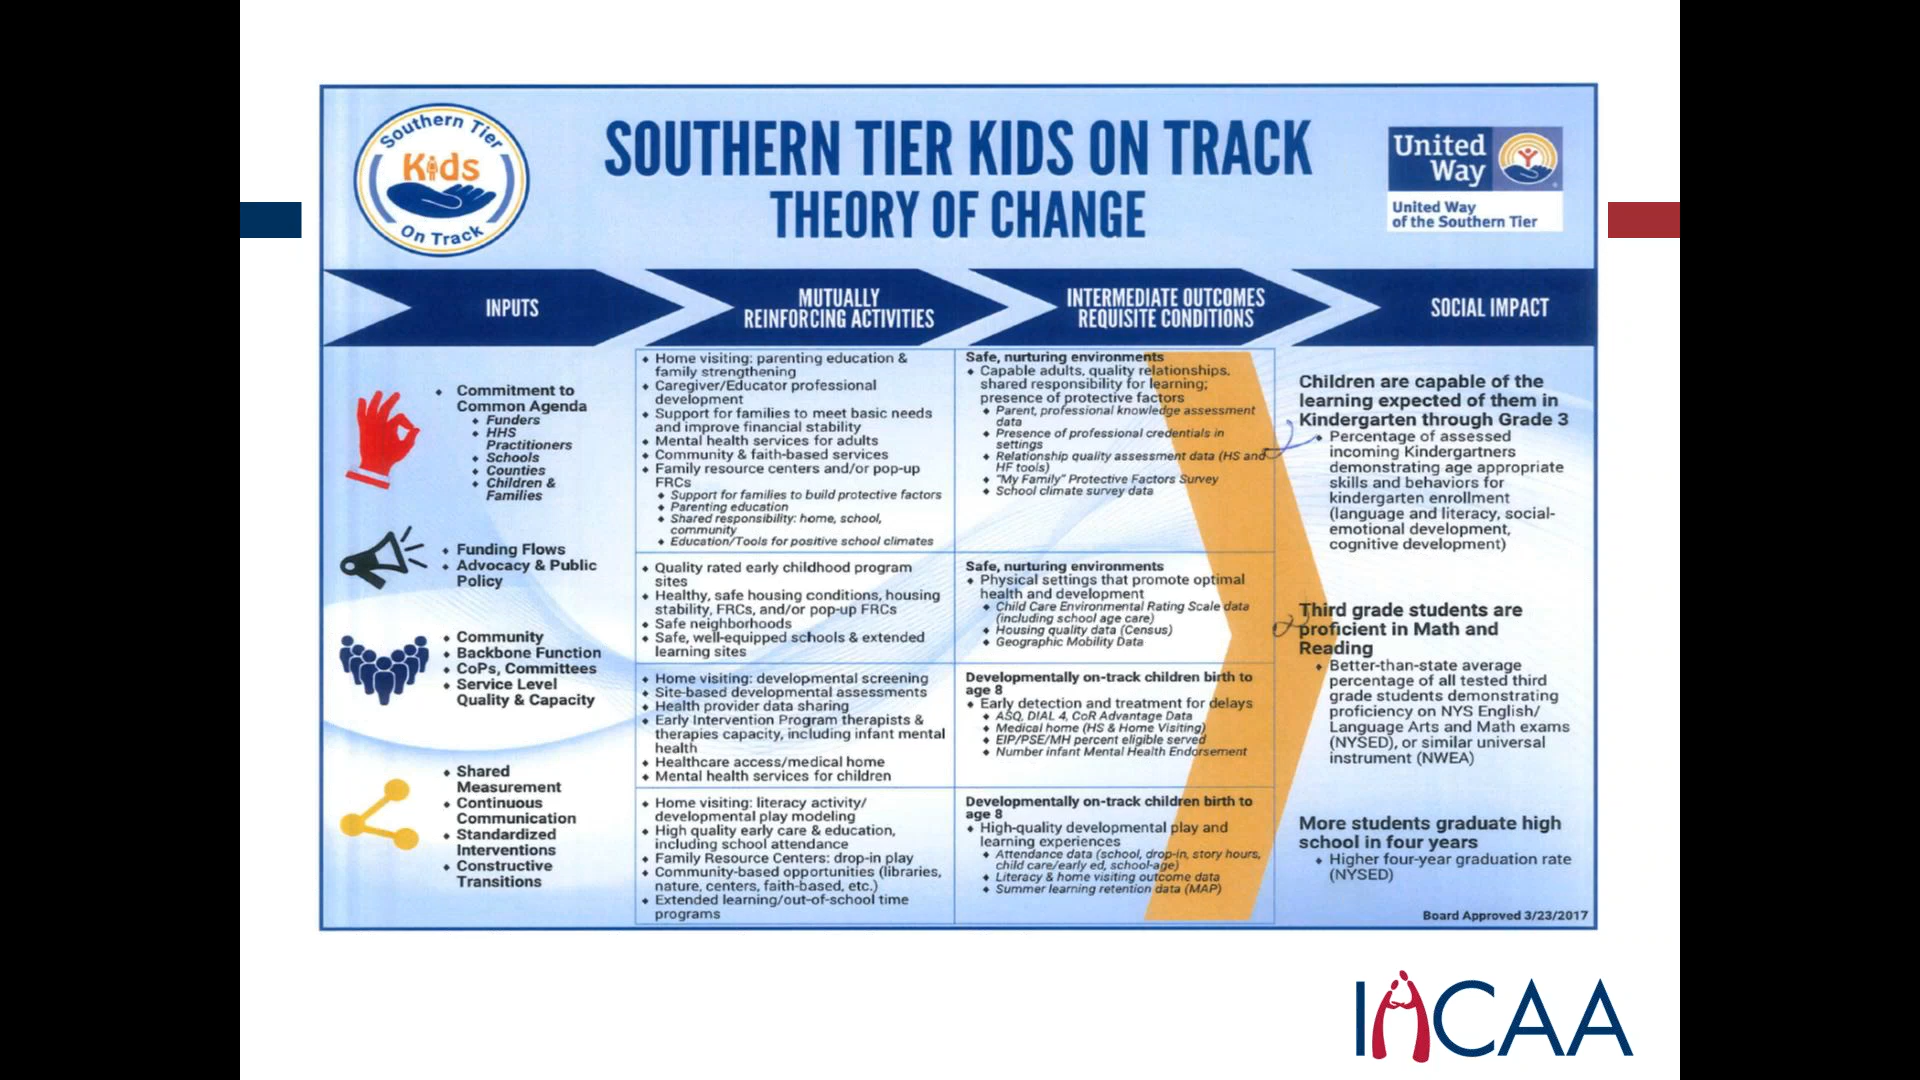 Southern Tier
Kids
On Track
SOUTHERN TIER KIDS ON TRACK
THEORY OF CHANGE
United
Way
United Way
of the Southern Tier
INPUTS
MUTUALLY
REINFORCING ACTIVITIES
INTERMEDIATE OUTCOMES
REQUISITE CONDITIONS
SOCIAL IMPACT
Commitment to
Common Agenda
Funders
HHS
Practitioners
Schools
Counties
Children &
Families
Funding Flows
Advocacy & Public
Policy
Community
Backbone Function
CoPs, Committees
Service Level
Quality & Capacity
Shared
Measurement
Continuous
Communication
Standardized
Interventions
Constructive
Transitions
Home visiting: parenting education &
family strengthening
Caregiver/Educator professional
development
Support for families to meet basic needs
and improve financial stability
Mental health services for adults
Community & faith-based services
Family resource centers and/or pop-up
FRCs
Support for families to build protective factors
Parenting education
Shared responsibility: home, school,
community
Education/Tools for positive school climates
Quality rated early childhood program
sites
Healthy, safe housing conditions, housing
stability, FRCs, and/or pop-up FRCs
Safe neighborhoods
Safe, well-equipped schools & extended
learning sites
Home visiting: developmental screening
Site-based developmental assessments
Health provider data sharing
Early Intervention Program therapists &
therapies capacity, including infant mental
health
Healthcare access/medical home
Mental health services for children
Home visiting: literacy activity/
developmental play modeling
High quality early care & education,
including school attendance
Family Resource Centers: drop-in play
Community-based opportunities (libraries,
nature, centers, faith-based, etc.)
Extended learning/out-of-school time
programs
Safe, nurturing environments
Capable adults, quality relationships,
shared responsibility for learning;
presence of protective factors
Parent, professional knowledge assessment
data
Presence of professional credentials in
settings
Relationship quality assessment data (HS and
HF tools)
"My Family" Protective Factors Survey
School climate survey data
Safe, nurturing environments
Physical settings that promote optimal
health and development
Child Care Environmental Rating Scale data
(including school age care)
Housing quality data (Census)
Geographic Mobility Data
Developmentally on-track children birth to
age 8
Early detection and treatment for delays
ASQ, DIAL 4, CoR Advantage Data
Medical home (HS & Home Visiting)
EIP/PSE/MH percent eligible served
Number infant Mental Health Endorsement
Developmentally on-track children birth to
age 8
High-quality developmental play and
learning experiences
Attendance data (school, drop-in, story hours,
child care/early ed, school-age)
Literacy & home visiting outcome data
Summer learning retention data (MAP)
Children are capable of the
learning expected of them in
Kindergarten through Grade 3
Percentage of assessed
incoming Kindergartners
demonstrating age appropriate
skills and behaviors for
kindergarten enrollment
(language and literacy, social-
emotional development,
cognitive development)
Third grade students are
proficient in Math and
Reading
Better-than-state average
percentage of all tested third
grade students demonstrating
proficiency on NYS English/
Language Arts and Math exams
(NYSED), or similar universal
instrument (NWEA)
More students graduate high
school in four years
Higher four-year graduation rate
(NYSED)
Board Approved 3/23/2017
IACAA